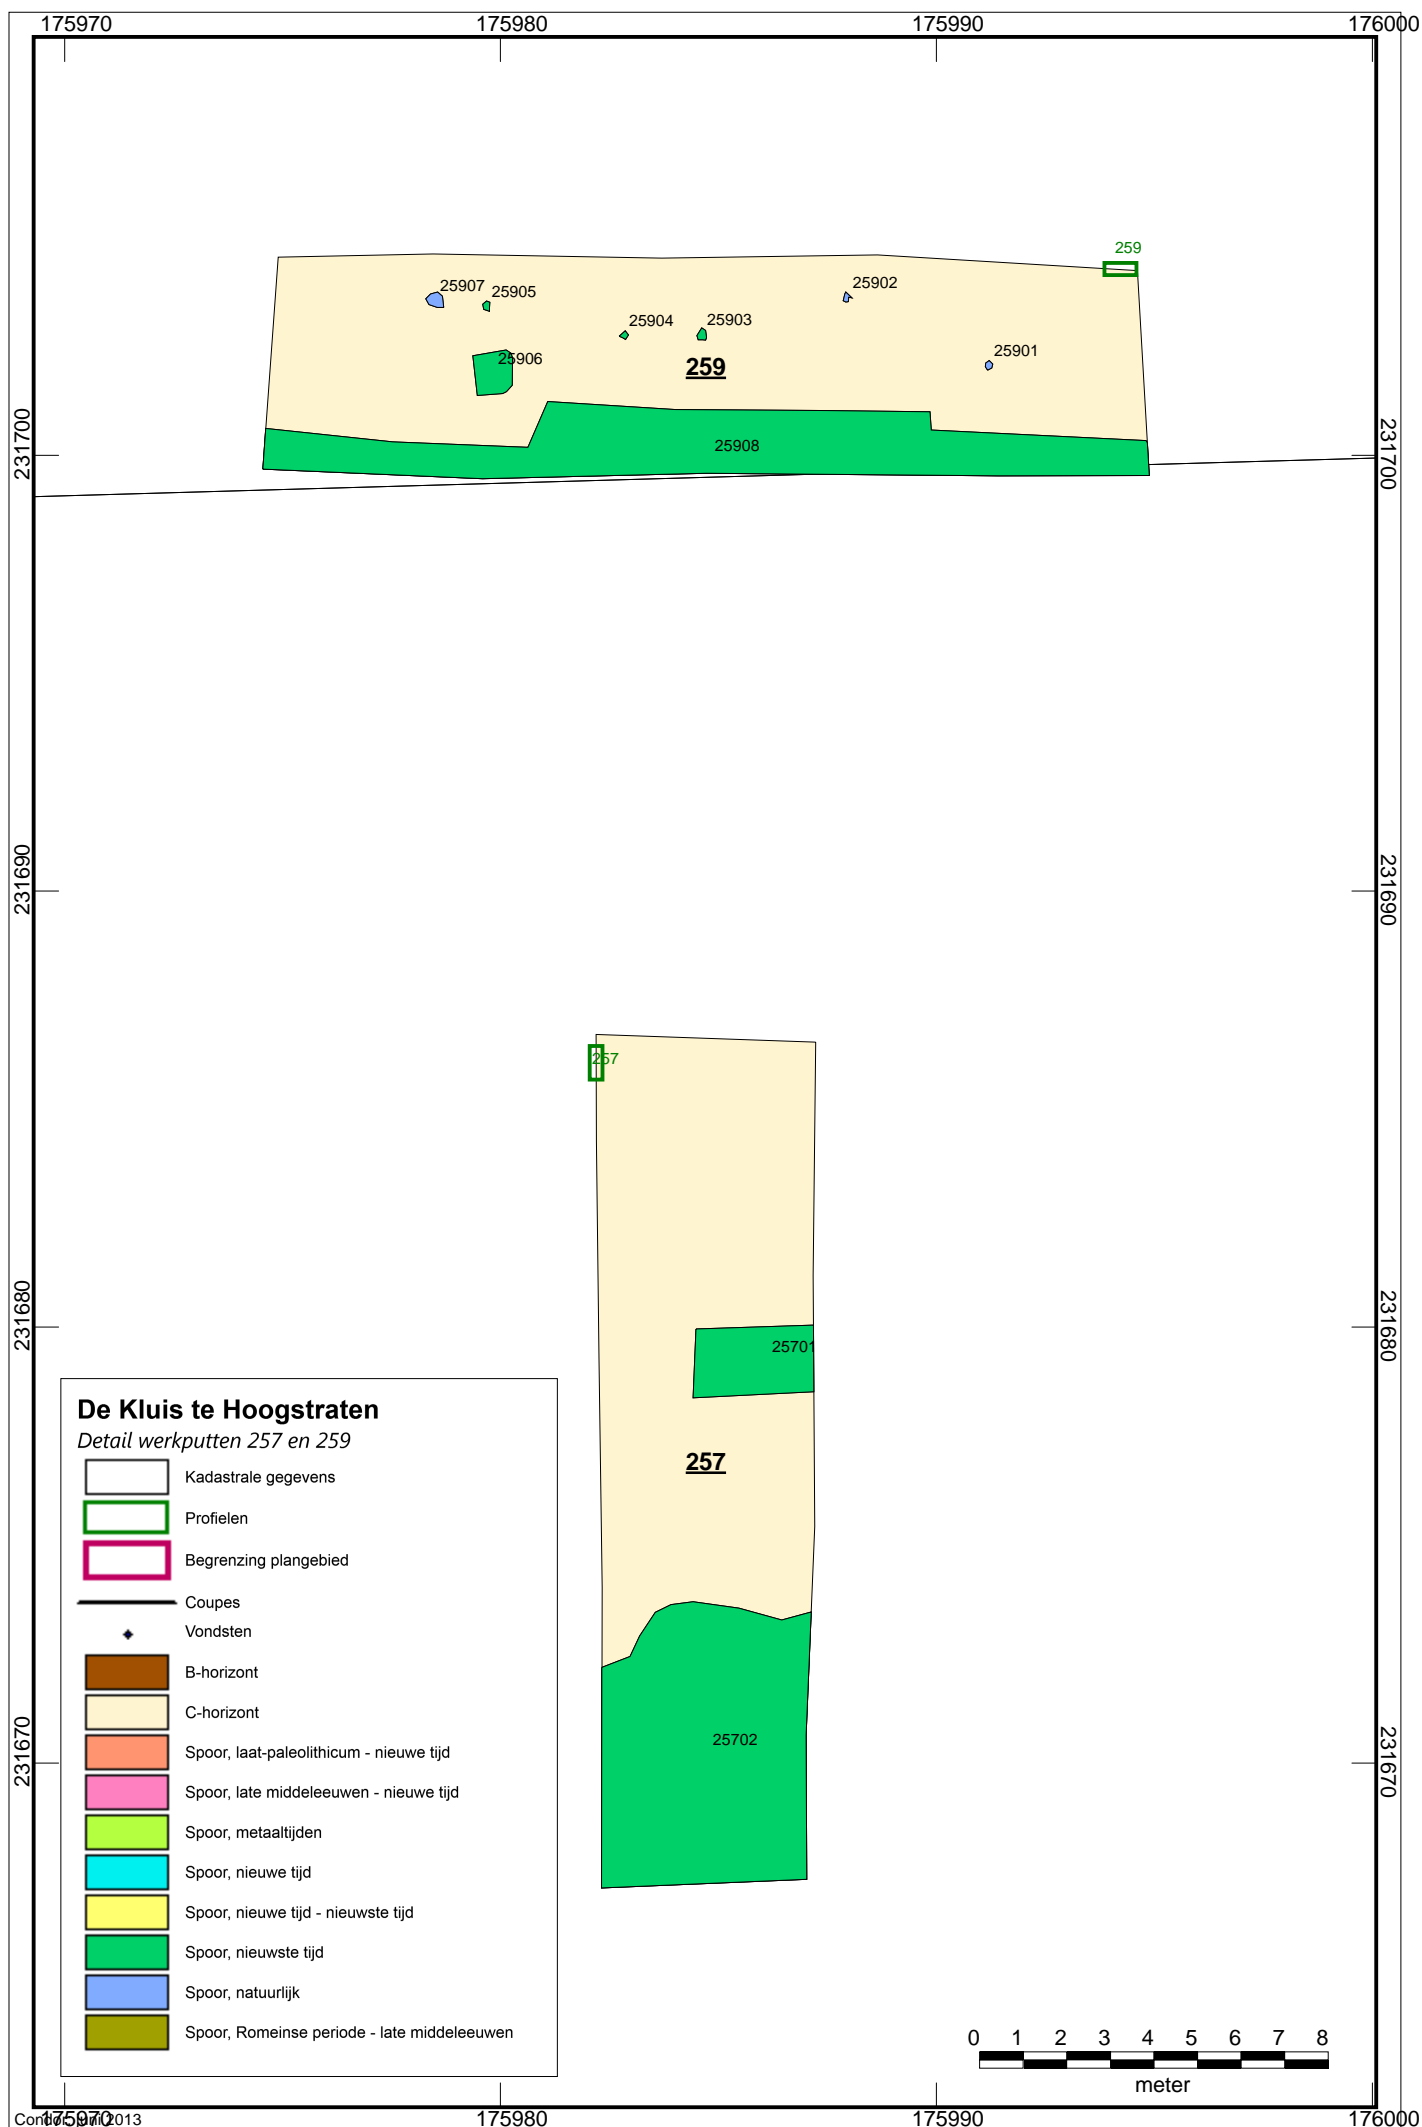 175970 175980 175990 176000
259
25907 25905 25902
25904 25903
25906 259 25901
231700 25908 231700
231690 231690
257
231680 231680
25701
257
25702
231670 231670
De Kluis te Hoogstraten
Detail werkputten 257 en 259
Kadastrale gegevens
Profielen
Begrenzing plangebied
Coupes
Vondsten
B-horizont
C-horizont
Spoor, laat-paleolithicum - nieuwe tijd
Spoor, late middeleeuwen - nieuwe tijd
Spoor, metaaltijden
Spoor, nieuwe tijd
Spoor, nieuwe tijd - nieuwste tijd
Spoor, nieuwste tijd
Spoor, natuurlijk
Spoor, Romeinse periode - late middeleeuwen
0 1 2 3 4 5 6 7 8
meter
Condor, juni 2013
175970 175980 175990 176000